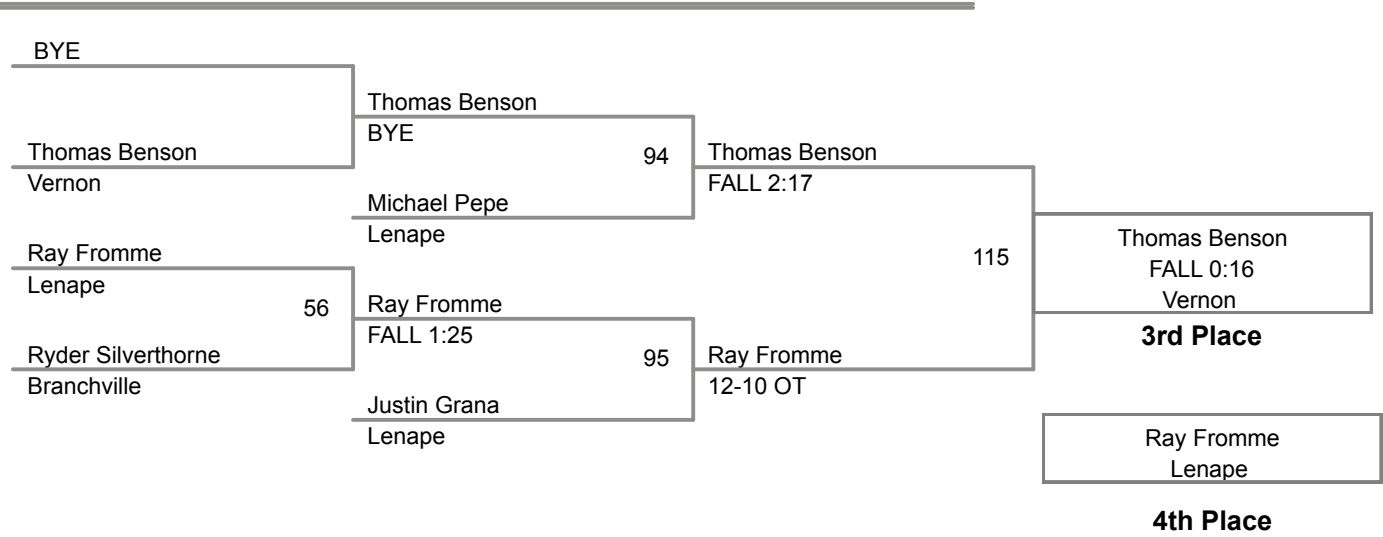 BYE
Thomas Benson
BYE
Thomas Benson
Vernon
94
Thomas Benson
FALL 2:17
Michael Pepe
Lenape
Ray Fromme
Lenape
115
Thomas Benson
FALL 0:16
Vernon
3rd Place
56
Ray Fromme
FALL 1:25
Ryder Silverthorne
Branchville
95
Ray Fromme
12-10 OT
Justin Grana
Lenape
Ray Fromme
Lenape
4th Place